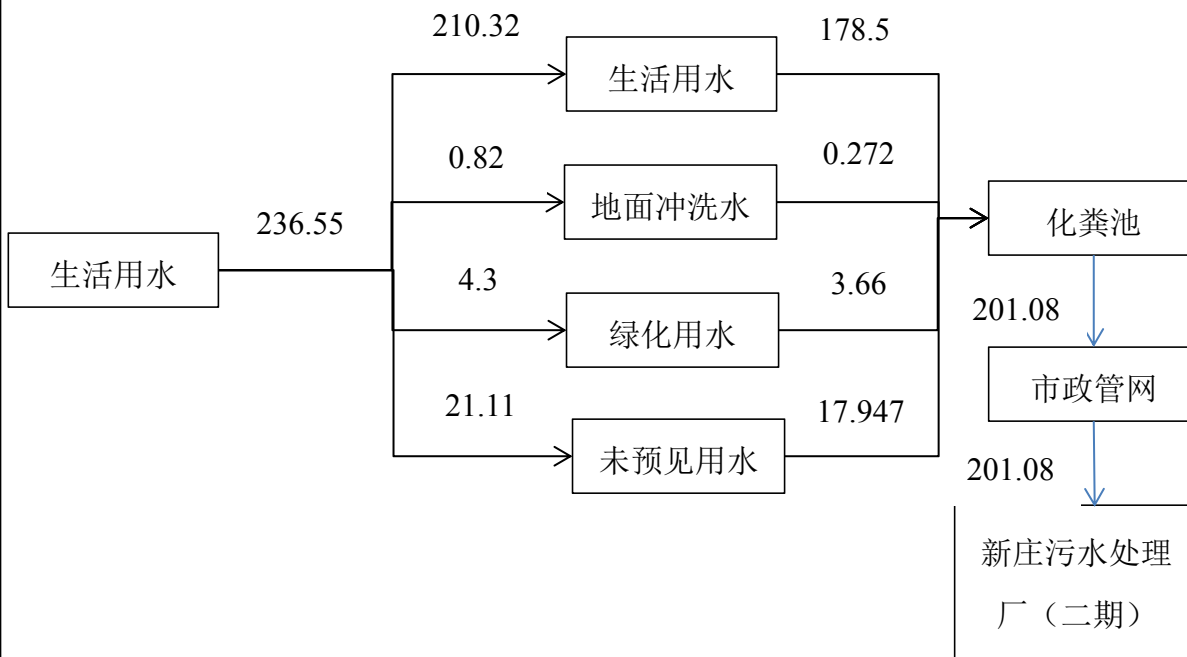 210.32
178.5
生活用水
0.82
0.272
地面冲洗水
236.55
生活用水
化粪池
4.3
3.66
绿化用水
201.08
21.11
17.947
市政管网
未预见用水
201.08
新庄污水处理
厂（二期）